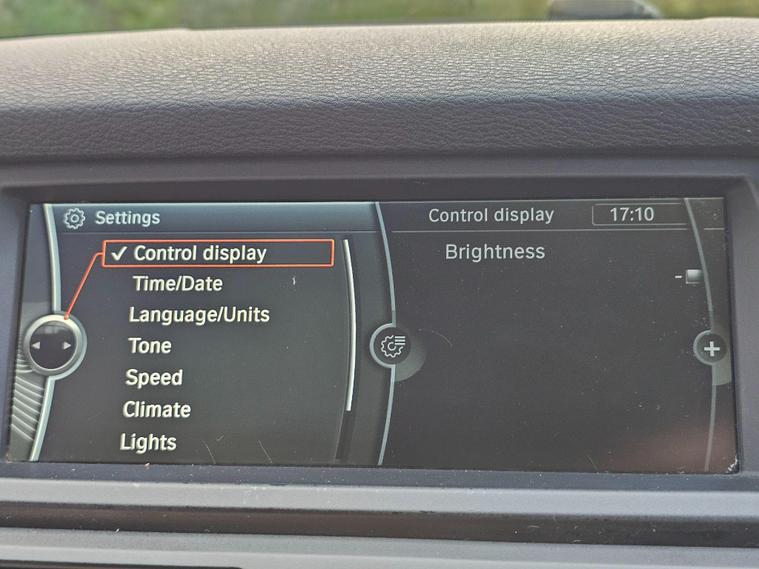 Settings
Control display
Time/Date
Language/Units
Tone
Speed
Climate
Lights
Control display
17:10
Brightness